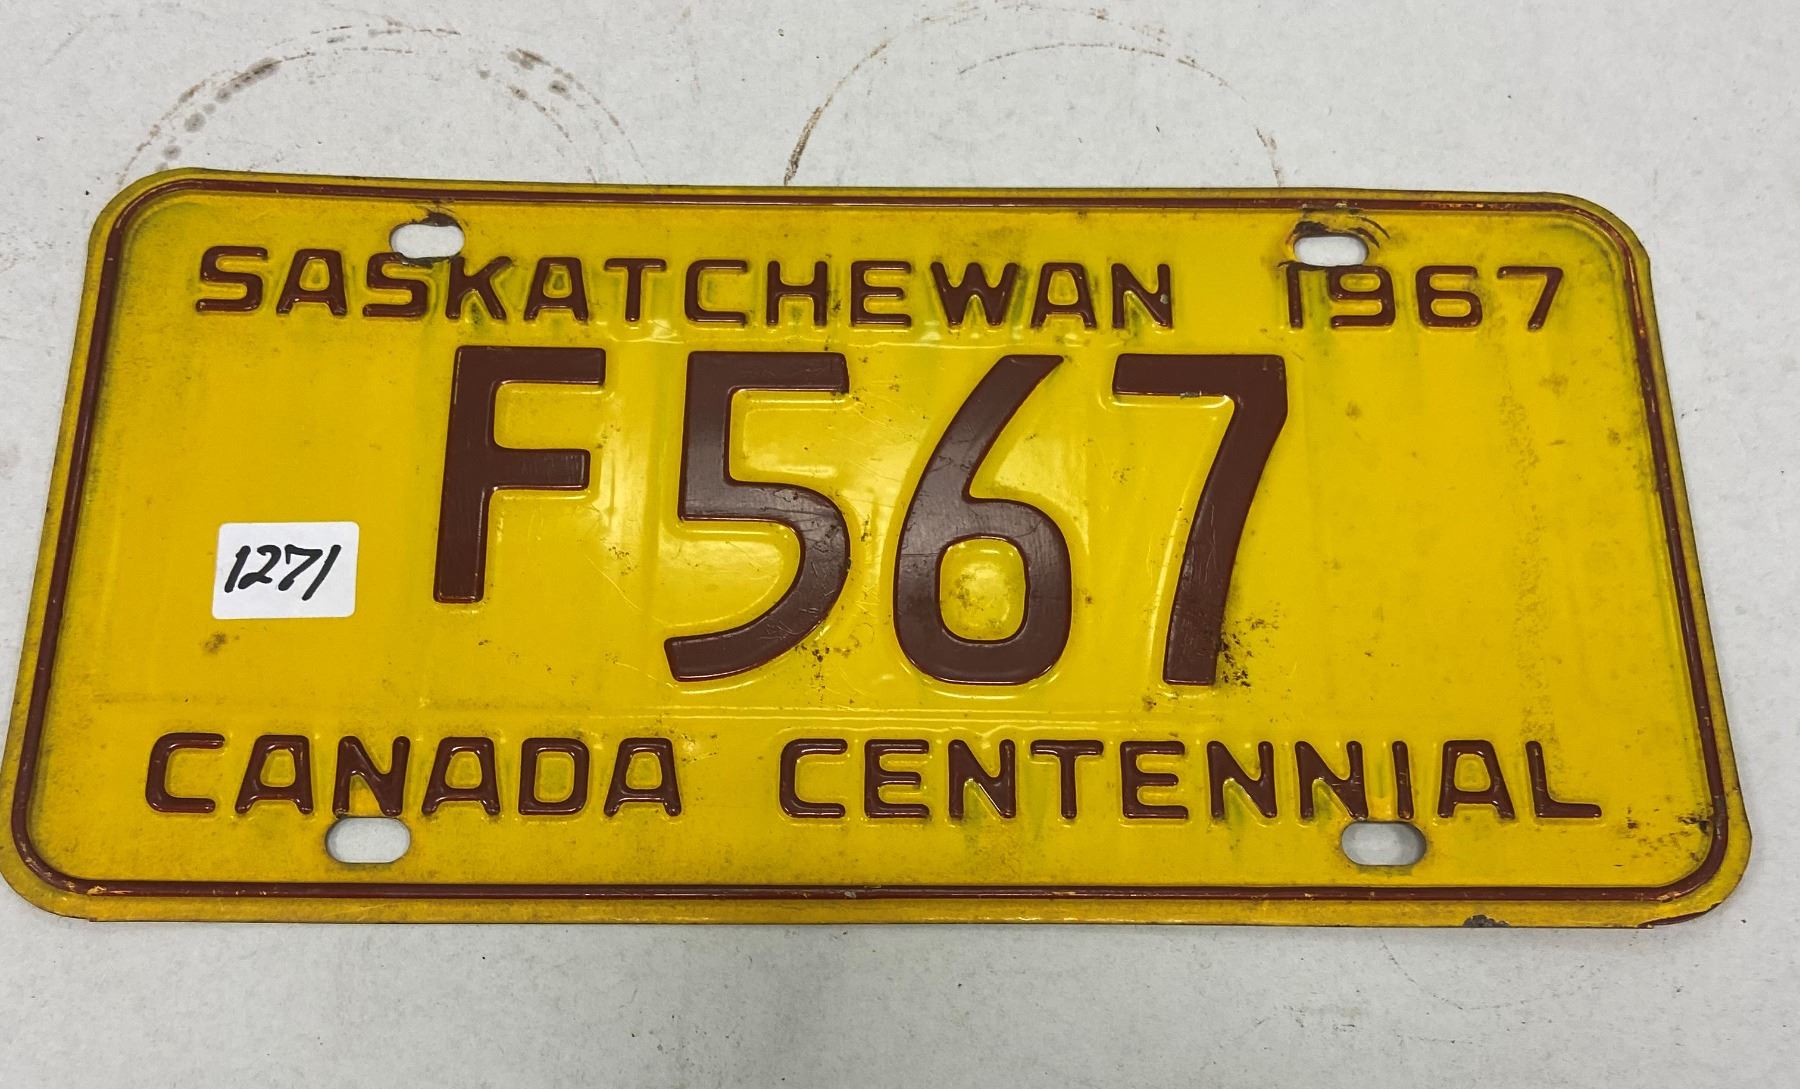 SASKATCHEWAN 1967
F567
1271
CANADA CENTENNIAL